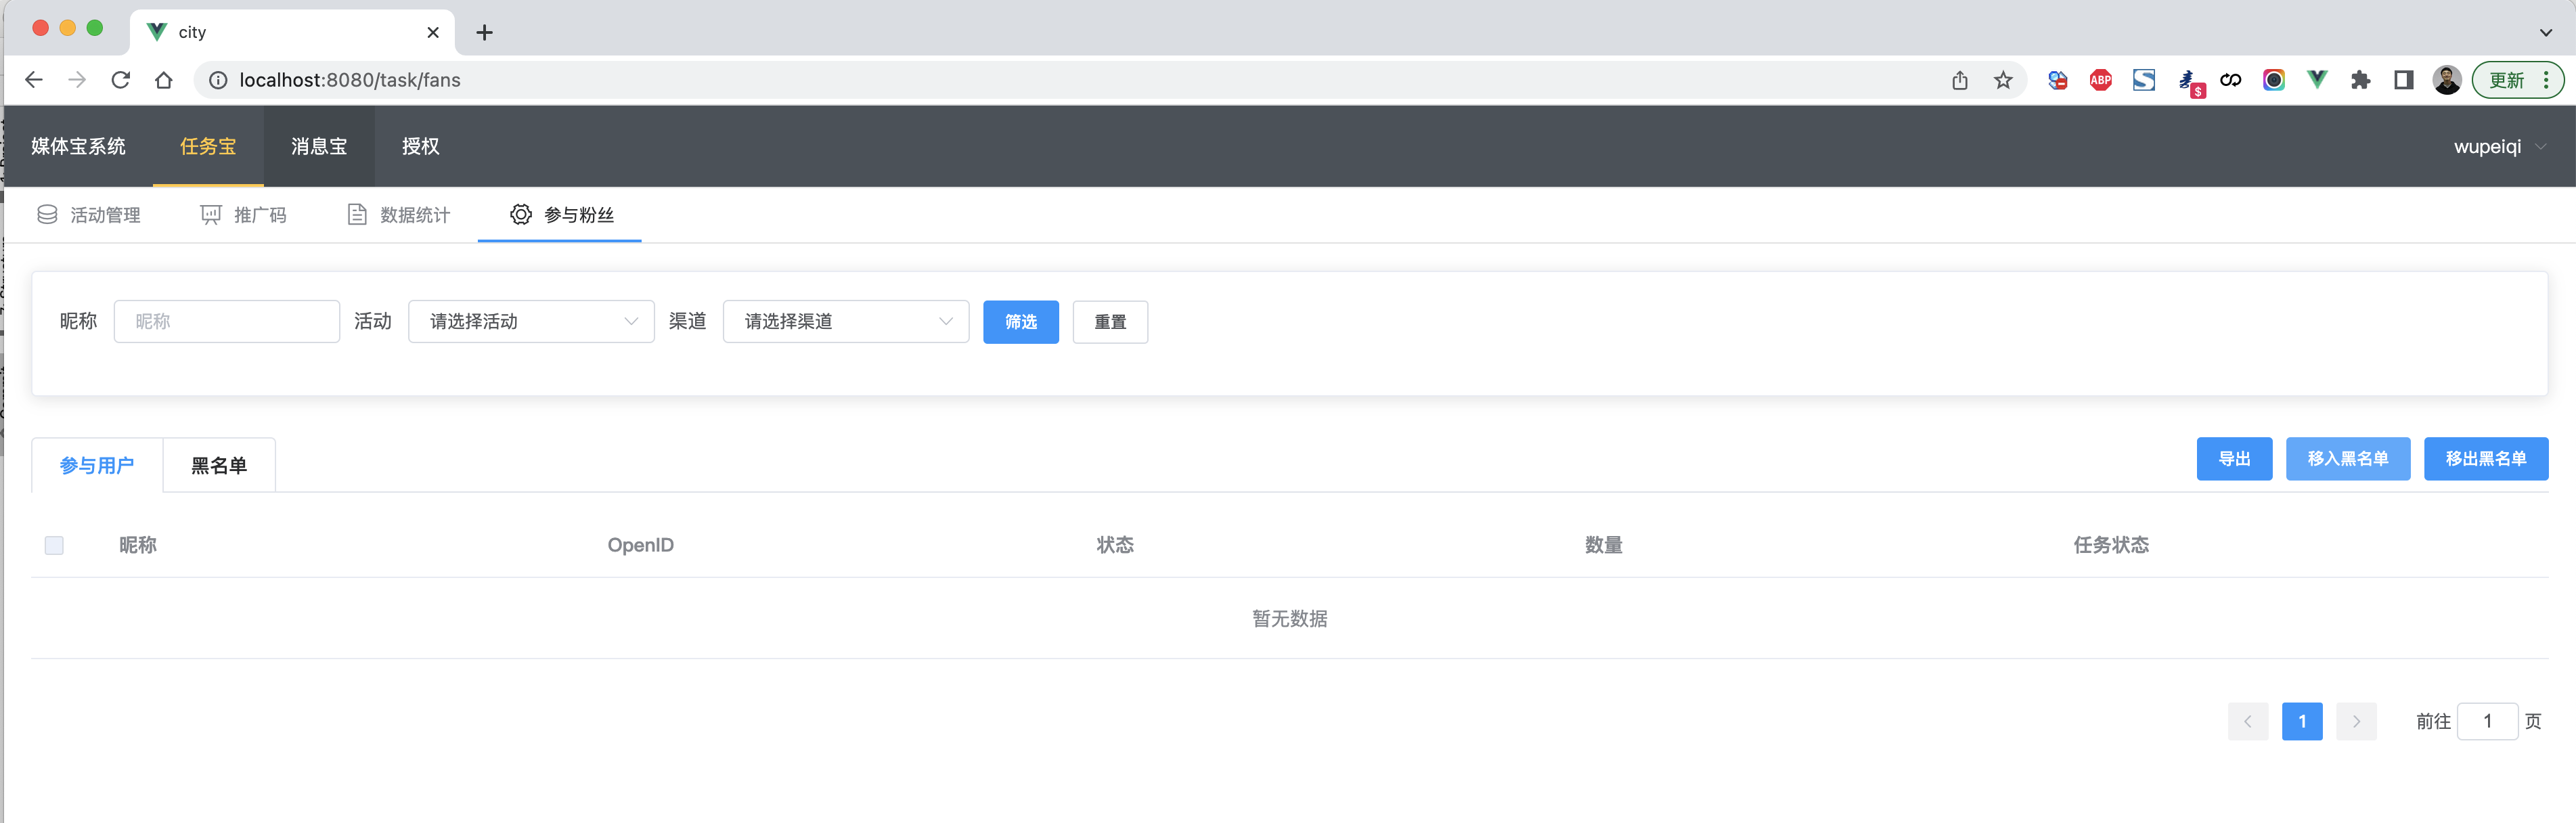 city
localhost:8080/task/fans
ABP
$
更新
媒体宝系统 任务宝 消息宝 授权 wupeiqi
活动管理 推广码 数据统计 参与粉丝
昵称 昵称 活动 请选择活动 渠道 请选择渠道 筛选 重置
参与用户 黑名单 导出 移入黑名单 移出黑名单
昵称 OpenID 状态 数量 任务状态
暂无数据
1 前往 1 页